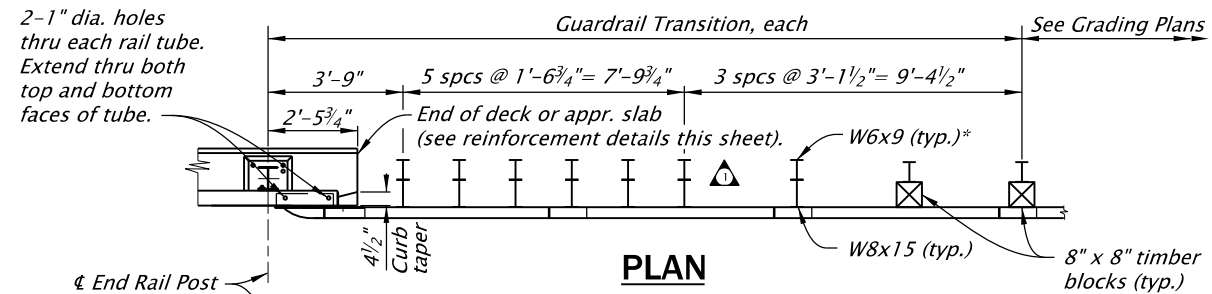 2-1" dia. holes
thru each rail tube.
Extend thru both
top and bottom
faces of tube.
Guardrail Transition, each
See Grading Plans
3'-9"
5 spcs @ 1'-6¾"= 7'-9¾"
3 spcs @ 3'-1½"= 9'-4½"
2'-5¾"
End of deck or appr. slab
(see reinforcement details this sheet).
W6x9 (typ.)*
1
4½"
Curb
taper
W8x15 (typ.)
8" x 8" timber
blocks (typ.)
PLAN
℄ End Rail Post